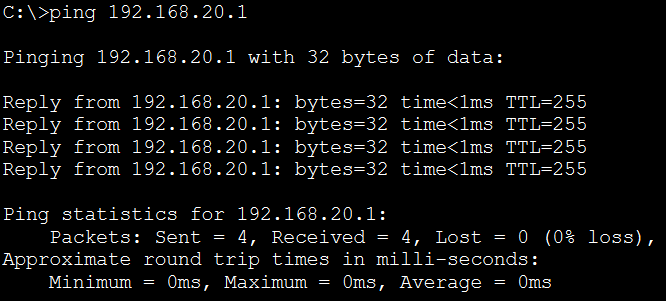 C:\>ping 192.168.20.1
Pinging 192.168.20.1 with 32 bytes of data:
Reply from 192.168.20.1: bytes=32 time<1ms TTL=255
Reply from 192.168.20.1: bytes=32 time<1ms TTL=255
Reply from 192.168.20.1: bytes=32 time<1ms TTL=255
Reply from 192.168.20.1: bytes=32 time<1ms TTL=255
Ping statistics for 192.168.20.1:
    Packets: Sent = 4, Received = 4, Lost = 0 (0% loss),
Approximate round trip times in milli-seconds:
    Minimum = 0ms, Maximum = 0ms, Average = 0ms